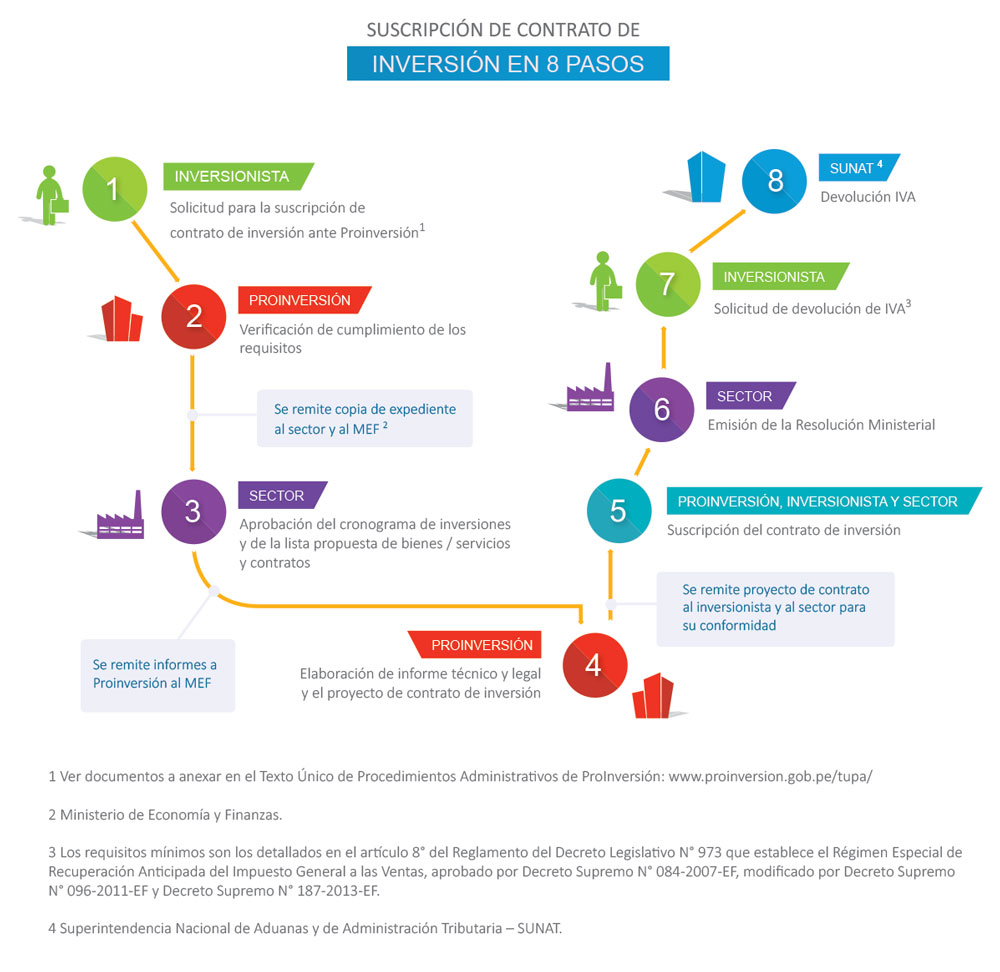 SUSCRIPCIÓN DE CONTRATO DE
INVERSIÓN EN 8 PASOS
1
INVERSIONISTA
Solicitud para la suscripción de
contrato de inversión ante Proinversión1
2
PROINVERSIÓN
Verificación de cumplimiento de los
requisitos
Se remite copia de expediente
al sector y al MEF 2
3
SECTOR
Aprobación del cronograma de inversiones
y de la lista propuesta de bienes / servicios
y contratos
Se remite informes a
Proinversión al MEF
4
PROINVERSIÓN
Elaboración de informe técnico y legal
y el proyecto de contrato de inversión
Se remite proyecto de contrato
al inversionista y al sector para
su conformidad
5
PROINVERSIÓN, INVERSIONISTA Y SECTOR
Suscripción del contrato de inversión
6
SECTOR
Emisión de la Resolución Ministerial
7
INVERSIONISTA
Solicitud de devolución de IVA3
8
SUNAT 4
Devolución IVA
1 Ver documentos a anexar en el Texto Único de Procedimientos Administrativos de ProInversión: www.proinversion.gob.pe/tupa/
2 Ministerio de Economía y Finanzas.
3 Los requisitos mínimos son los detallados en el artículo 8° del Reglamento del Decreto Legislativo N° 973 que establece el Régimen Especial de
Recuperación Anticipada del Impuesto General a las Ventas, aprobado por Decreto Supremo N° 084-2007-EF, modificado por Decreto Supremo
N° 096-2011-EF y Decreto Supremo N° 187-2013-EF.
4 Superintendencia Nacional de Aduanas y de Administración Tributaria – SUNAT.